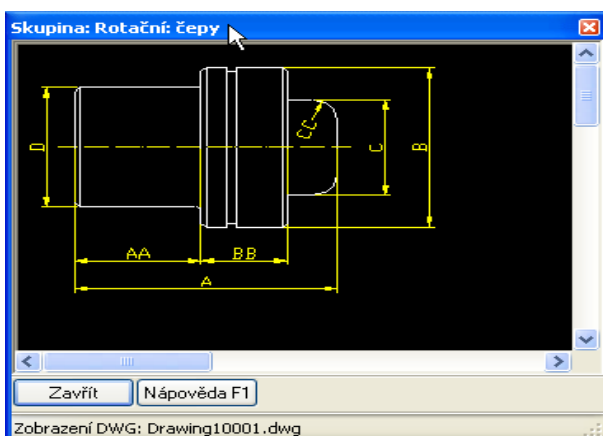 Skupina: Rotační: čepy
D
CC
C
B
AA
BB
A
Zavřít
Nápověda F1
Zobrazení DWG: Drawing10001.dwg